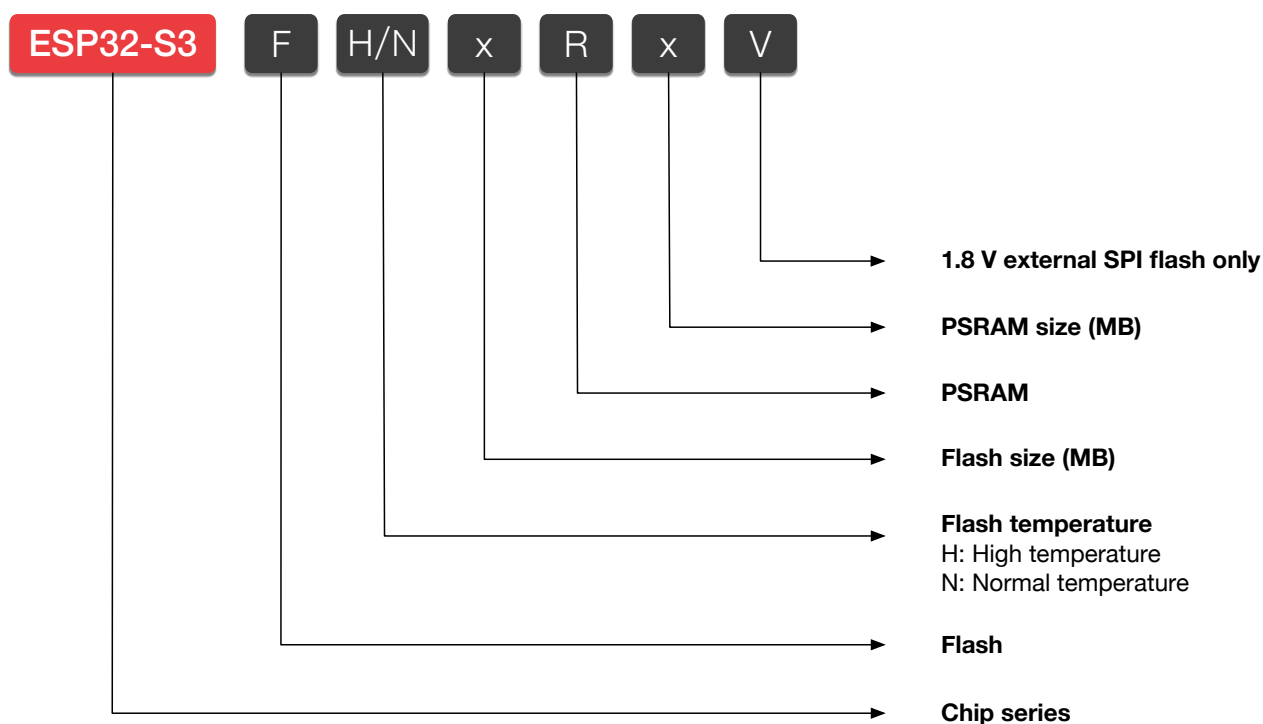 ESP32-S3 F H/N x R x V
1.8 V external SPI flash only
PSRAM size (MB)
PSRAM
Flash size (MB)
Flash temperature
H: High temperature
N: Normal temperature
Flash
Chip series